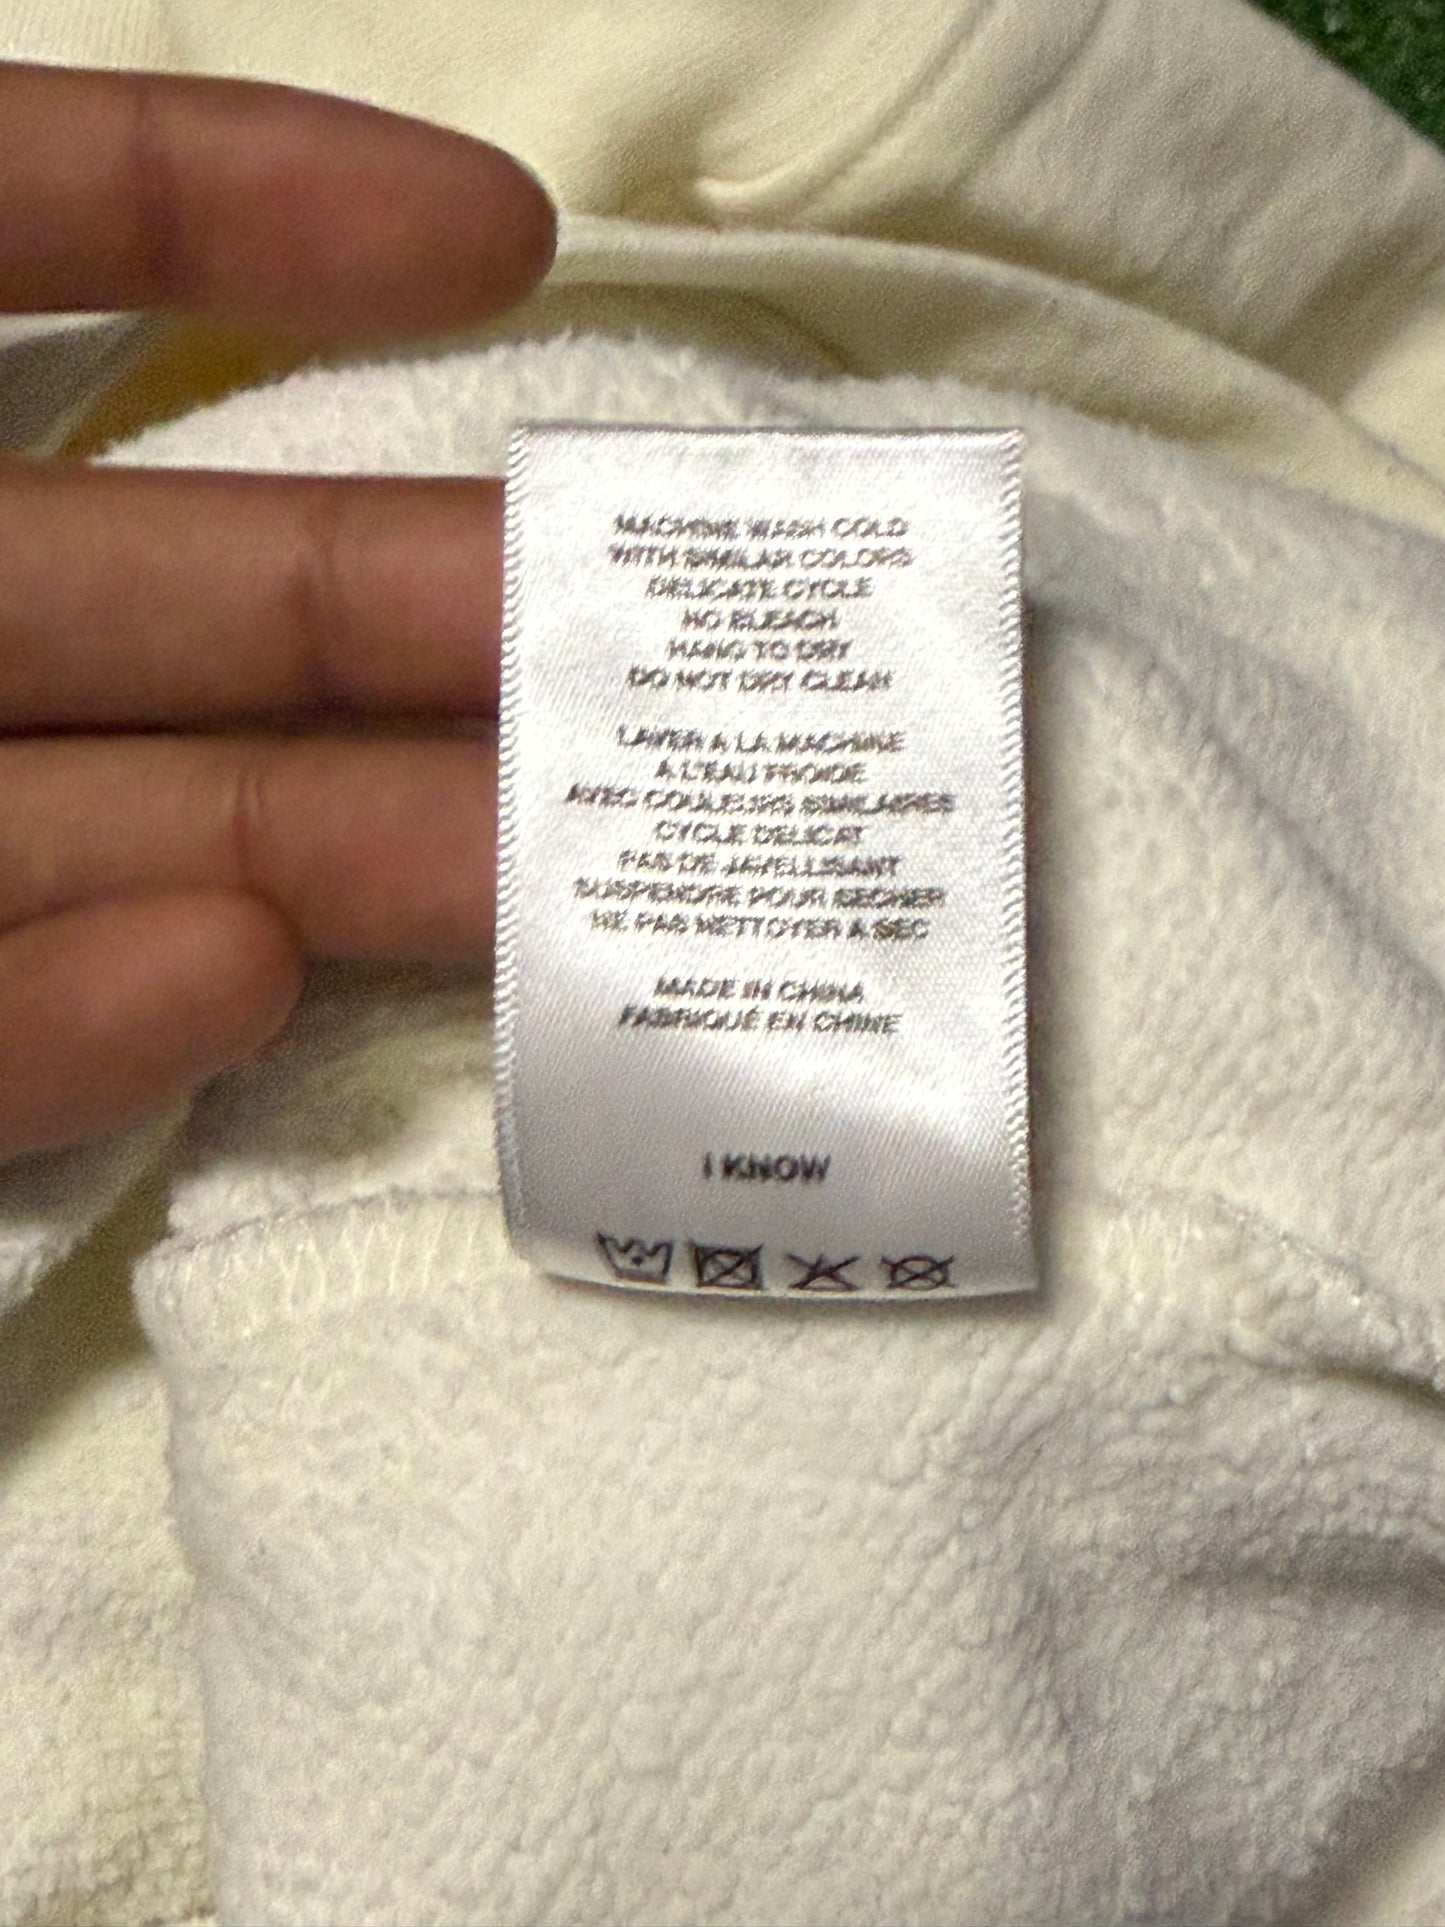 MACHINE WASH COLD
WITH SIMILAR COLORS
DELICATE CYCLE
NO BLEACH
HANG TO DRY
DO NOT DRY CLEAN
LAVER A LA MACHINE
A L'EAU FROIDE
AVEC COULEURS SIMILAIRES
CYCLE DELICAT
PAS DE JAVELLISANT
SUSPENDRE POUR SECHER
NE PAS NETTOYER A SEC
MADE IN CHINA
FABRIQUÉ EN CHINE
I KNOW